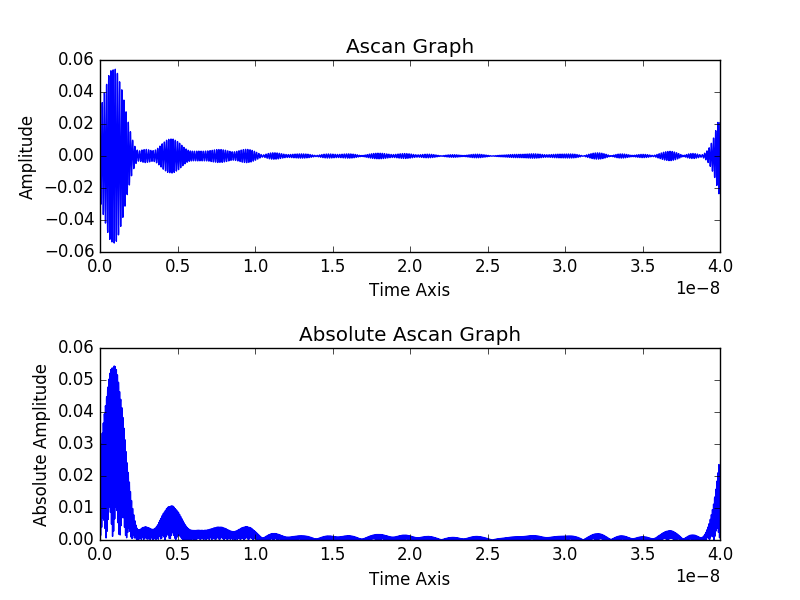 Ascan Graph
0.06
0.04
0.02
0.00
−0.02
−0.04
−0.06
Amplitude
0.0 0.5 1.0 1.5 2.0 2.5 3.0 3.5 4.0
Time Axis
1e−8
Absolute Ascan Graph
0.06
0.05
0.04
0.03
0.02
0.01
0.00
Absolute Amplitude
0.0 0.5 1.0 1.5 2.0 2.5 3.0 3.5 4.0
Time Axis
1e−8